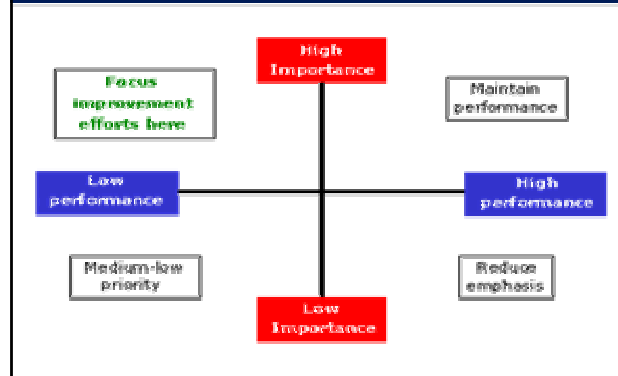 High
Importance
Focus
improvement
efforts here
Maintain
performance
Low
performance
High
performance
Medium-low
priority
Reduce
emphasis
Low
Importance